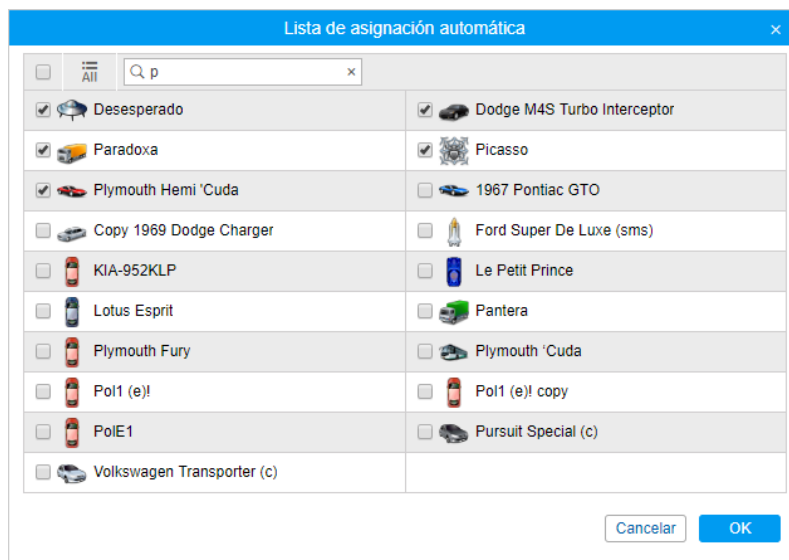 Lista de asignación automática ×
All p ×
Desesperado Dodge M4S Turbo Interceptor
Paradoxa Picasso
Plymouth Hemi 'Cuda 1967 Pontiac GTO
Copy 1969 Dodge Charger Ford Super De Luxe (sms)
KIA-952KLP Le Petit Prince
Lotus Esprit Pantera
Plymouth Fury Plymouth ‘Cuda
Pol1 (e)! Pol1 (e)! copy
PolE1 Pursuit Special (c)
Volkswagen Transporter (c)
Cancelar OK